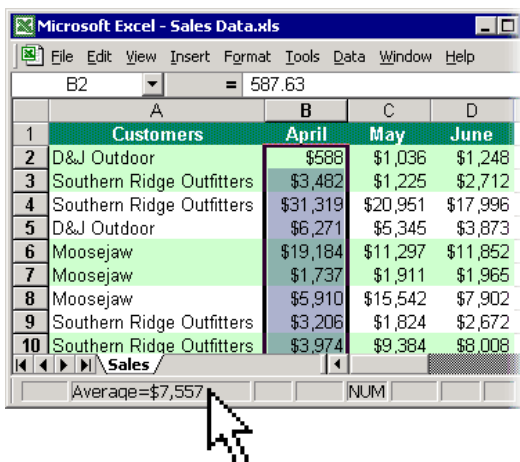 Microsoft Excel - Sales Data.xls
File Edit View Insert Format Tools Data Window Help
B2 = 587.63
A B C D
1 Customers April May June
2 D&J Outdoor $588 $1,036 $1,248
3 Southern Ridge Outfitters $3,482 $1,225 $2,712
4 Southern Ridge Outfitters $31,319 $20,951 $17,996
5 D&J Outdoor $6,271 $5,345 $3,873
6 Moosejaw $19,184 $11,297 $11,852
7 Moosejaw $1,737 $1,911 $1,965
8 Moosejaw $5,910 $15,542 $7,902
9 Southern Ridge Outfitters $3,206 $1,824 $2,672
10 Southern Ridge Outfitters $3,974 $9,384 $8,008
Sales
Average=$7,557 NUM